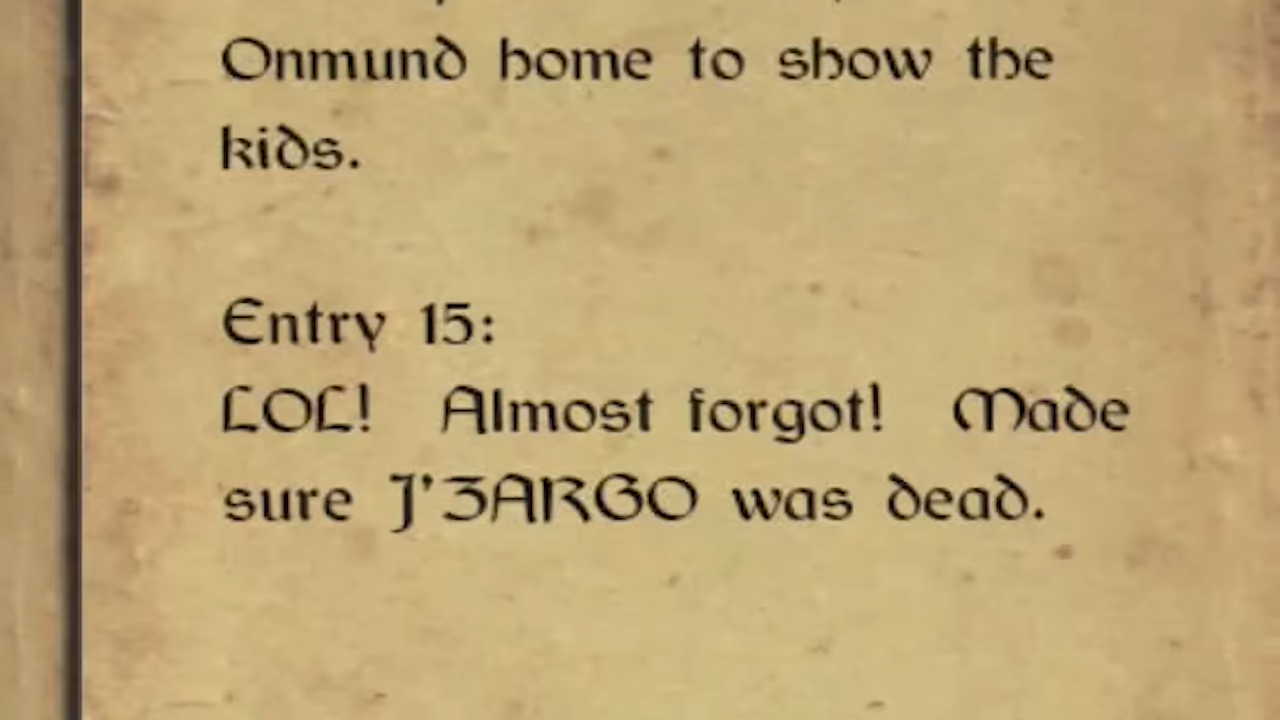 Onmund home to show the
kids.
Entry 15:
LOL! Almost forgot! Made
sure J'ZARGO was dead.